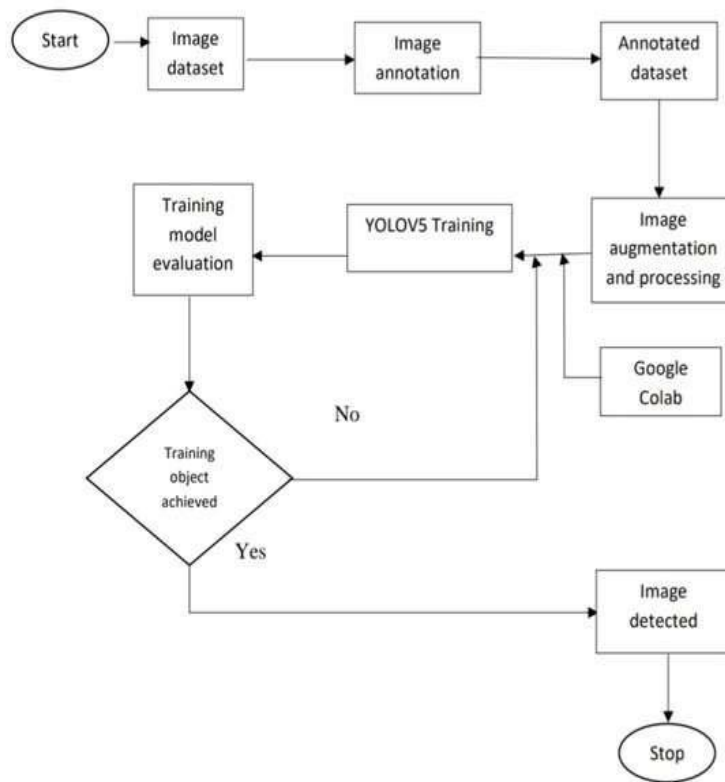 Start
Image
dataset
Image
annotation
Annotated
dataset
Training
model
evaluation
YOLOV5 Training
Image
augmentation
and processing
Google
Colab
No
Training
object
achieved
Yes
Image
detected
Stop